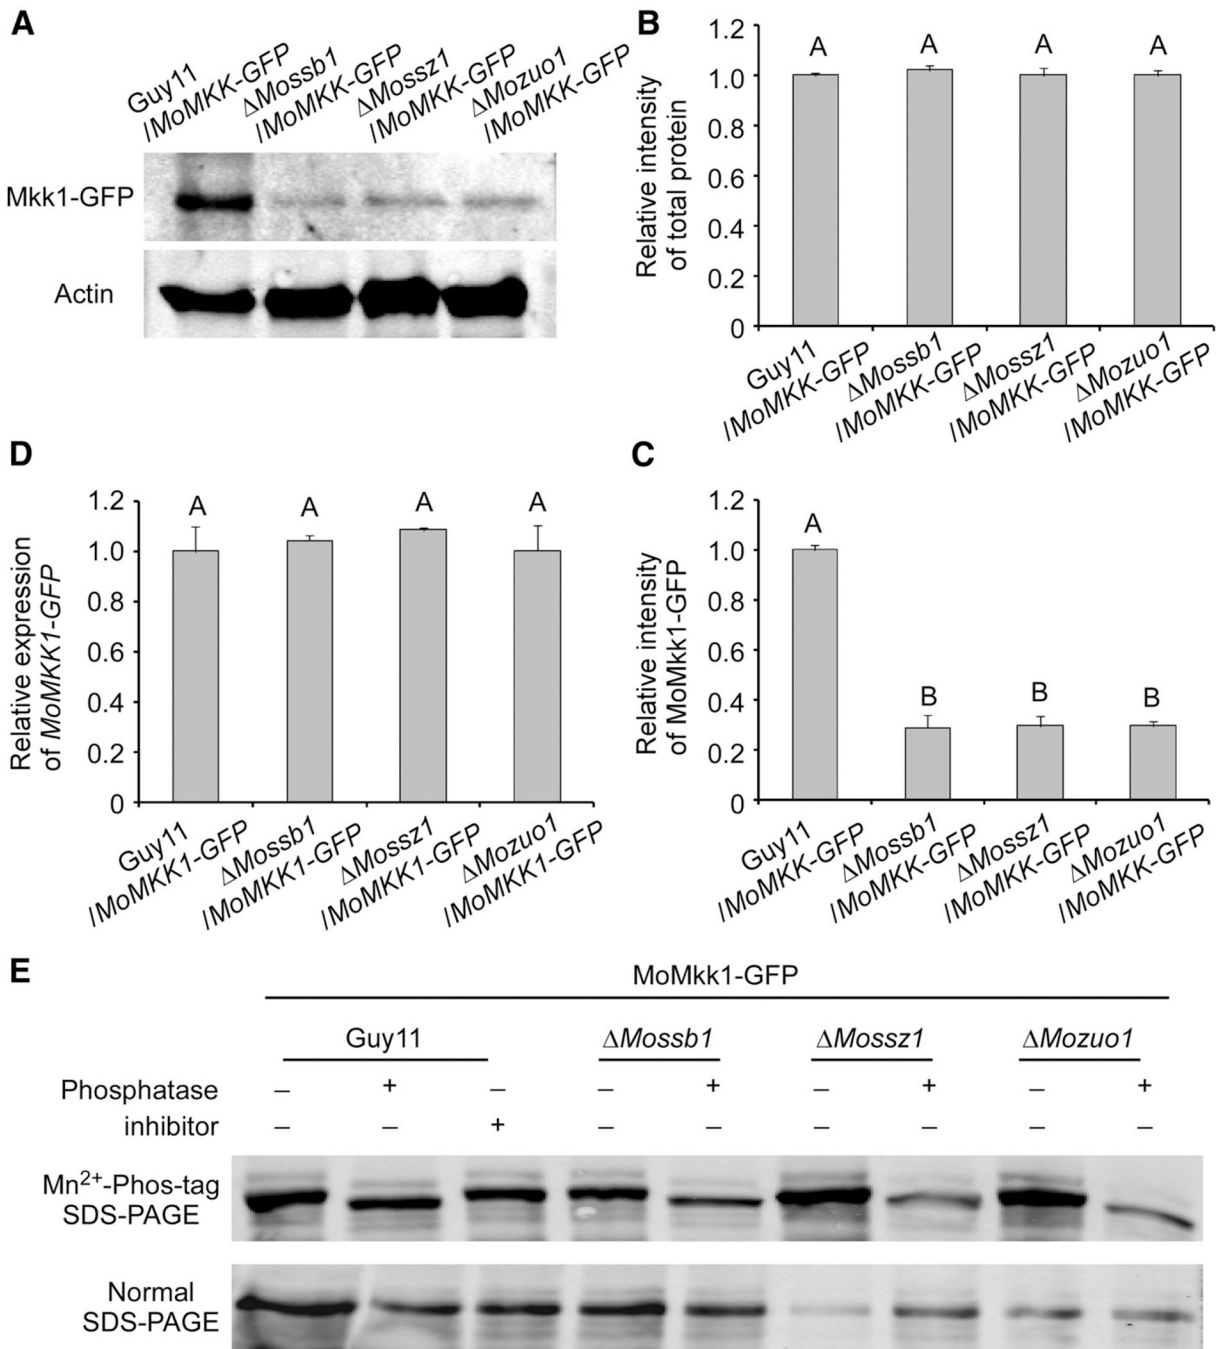 A
Guy11
/MoMKK-GFP
ΔMossb1
/MoMKK-GFP
ΔMossz1
/MoMKK-GFP
ΔMozuo1
/MoMKK-GFP
Mkk1-GFP
Actin
B
Relative intensity
of total protein
1.2
1.0
0.8
0.6
0.4
0.2
0
A
A
A
A
Guy11
/MoMKK-GFP
ΔMossb1
/MoMKK-GFP
ΔMossz1
/MoMKK-GFP
ΔMozuo1
/MoMKK-GFP
D
Relative expression
of MoMKK1-GFP
1.2
1.0
0.8
0.6
0.4
0.2
0
A
A
A
A
Guy11
/MoMKK1-GFP
ΔMossb1
/MoMKK1-GFP
ΔMossz1
/MoMKK1-GFP
ΔMozuo1
/MoMKK1-GFP
C
Relative intensity
of MoMkk1-GFP
1.2
1.0
0.8
0.6
0.4
0.2
0
A
B
B
B
Guy11
/MoMKK-GFP
ΔMossb1
/MoMKK-GFP
ΔMossz1
/MoMKK-GFP
ΔMozuo1
/MoMKK-GFP
E
MoMkk1-GFP
Guy11 ΔMossb1 ΔMossz1 ΔMozuo1
Phosphatase – + – – + – + – +
inhibitor – – + – – – – – –
Mn2+-Phos-tag
SDS-PAGE
Normal
SDS-PAGE